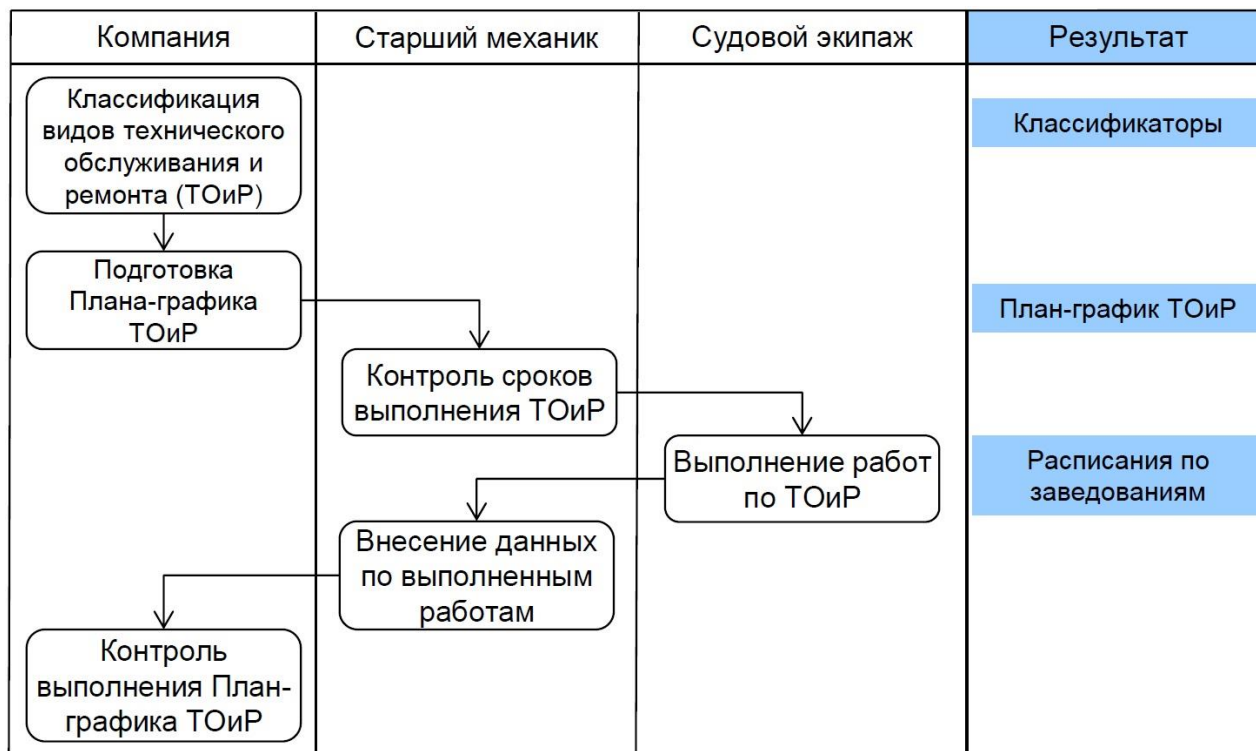 Компания
Старший механик
Судовой экипаж
Результат
Классификация
видов технического
обслуживания и
ремонта (ТОиР)
Классификаторы
Подготовка
Плана-графика
ТОиР
План-график ТОиР
Контроль сроков
выполнения ТОиР
Выполнение работ
по ТОиР
Расписания по
заведованиям
Внесение данных
по выполненным
работам
Контроль
выполнения План-
графика ТОиР